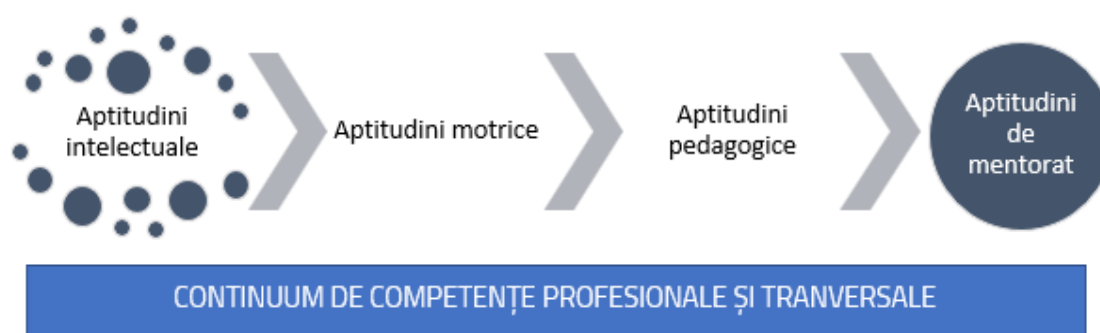 Aptitudini
intelectuale
Aptitudini motrice
Aptitudini
pedagogice
Aptitudini
de
mentorat
CONTINUUM DE COMPETENȚE PROFESIONALE ȘI TRANVERSALE